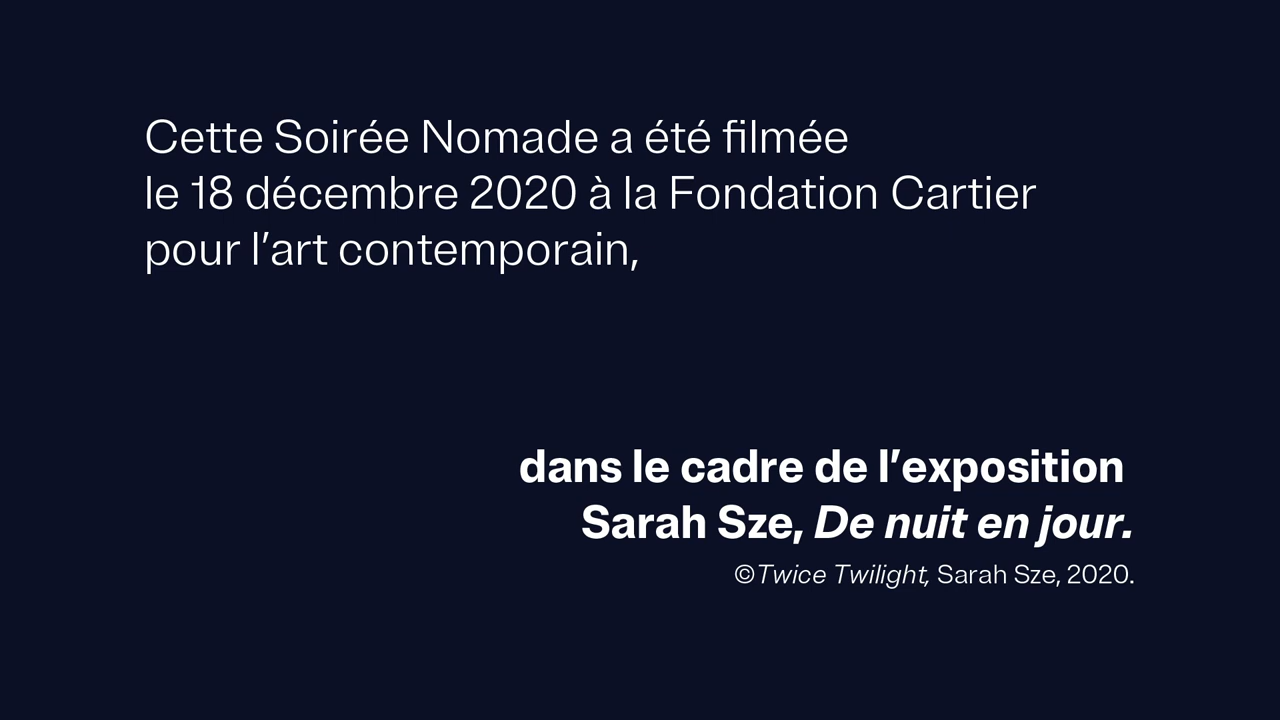 Cette Soirée Nomade a été filmée
le 18 décembre 2020 à la Fondation Cartier
pour l’art contemporain,
dans le cadre de l’exposition
Sarah Sze, De nuit en jour.
©Twice Twilight, Sarah Sze, 2020.